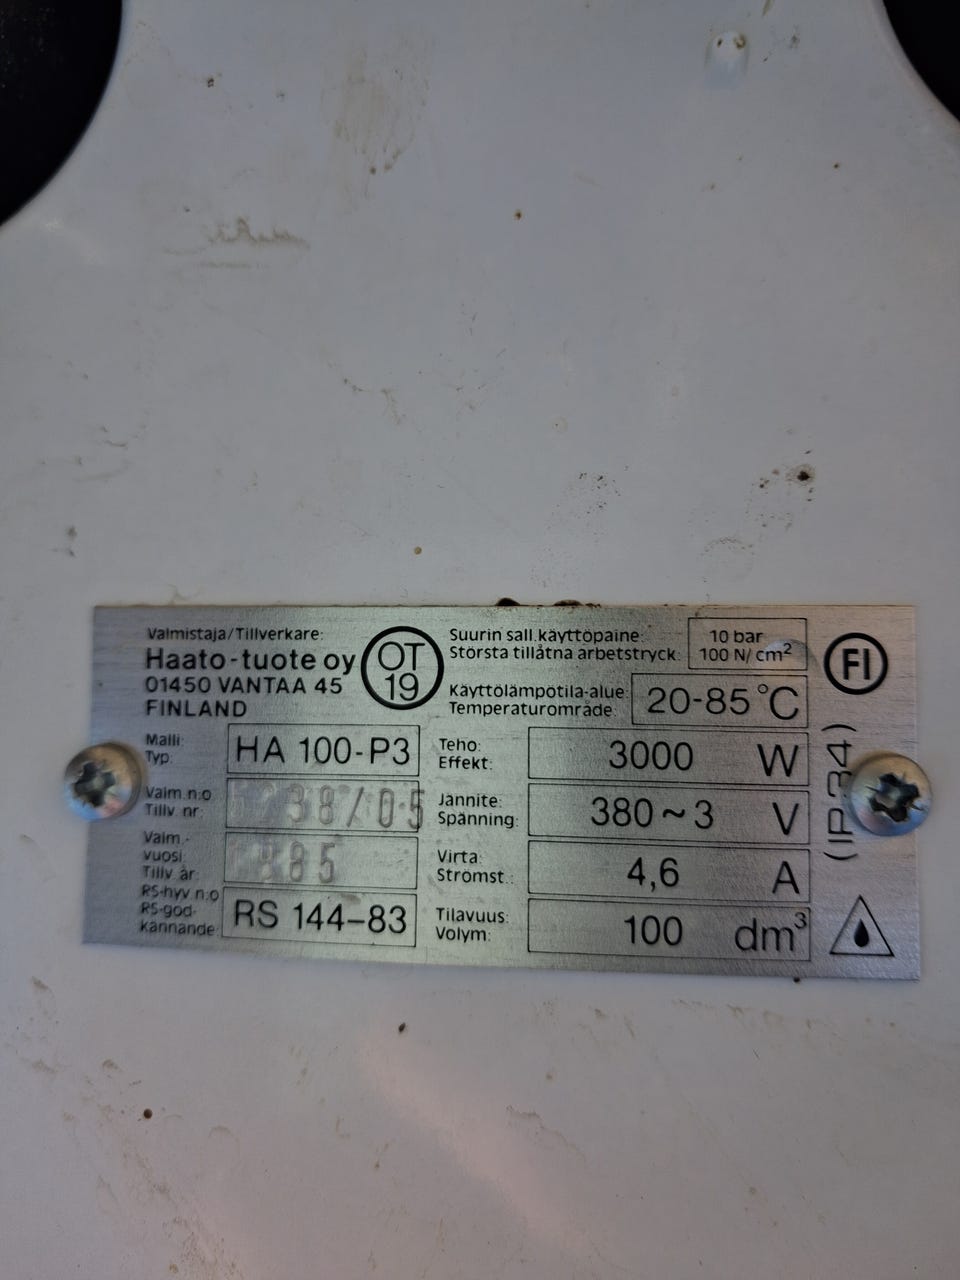 Valmistaja/Tillverkare:
Haato-tuote oy
01450 VANTAA 45
FINLAND
OT
19
Suurin sall. käyttöpaine:
Största tillåtna arbetstryck:
10 bar
100 N/cm²
Käyttölämpötila-alue:
Temperaturområde:
20-85°C
FI
Malli:
Typ:
HA 100-P3
Teho:
Effekt:
3000 W
Valm. n:o
Tillv. nr:
Jännite:
Spänning:
380~3 V
(IP 34)
Valm.-
vuosi:
Tillv. år:
1985
Virta:
Strömst.:
4,6 A
RS-hyv. n:o
RS-god-
kännande:
RS 144-83
Tilavuus:
Volym:
100 dm³